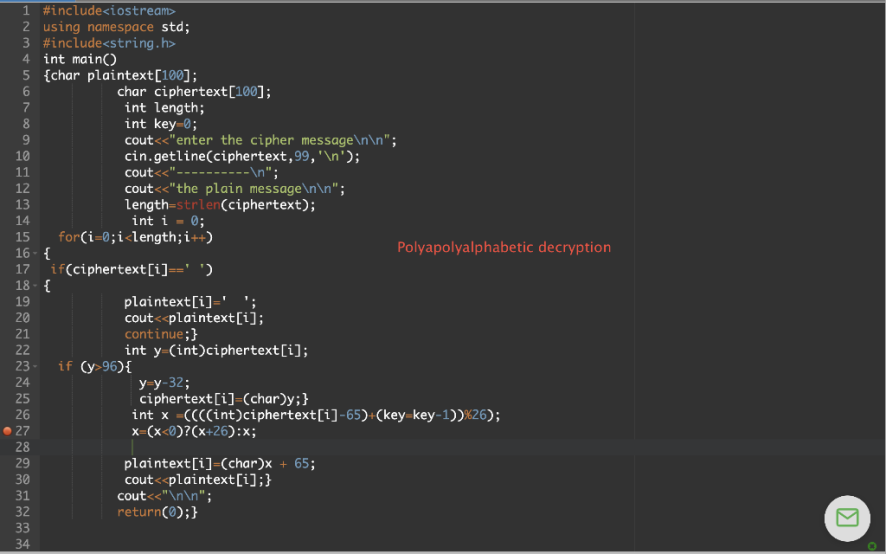 1 #include<iostream>
2 using namespace std;
3 #include<string.h>
4 int main()
5 {char plaintext[100];
6 char ciphertext[100];
7 int length;
8 int key=0;
9 cout<<"enter the cipher message\n\n";
10 cin.getline(ciphertext,99,'\n');
11 cout<<"----------\n";
12 cout<<"the plain message\n\n";
13 length=strlen(ciphertext);
14 int i = 0;
15 for(i=0;i<length;i++)
16 {
17 if(ciphertext[i]==' ')
18 {
19 plaintext[i]='  ';
20 cout<<plaintext[i];
21 continue;}
22 int y=(int)ciphertext[i];
23 if (y>96){
24 y=y-32;
25 ciphertext[i]=(char)y;}
26 int x =((((int)ciphertext[i]-65)+(key=key-1))%26);
27 x=(x<0)?(x+26):x;
28
29 plaintext[i]=(char)x + 65;
30 cout<<plaintext[i];}
31 cout<<"\n\n";
32 return(0);}
33
34
Polyapolyalphabetic decryption